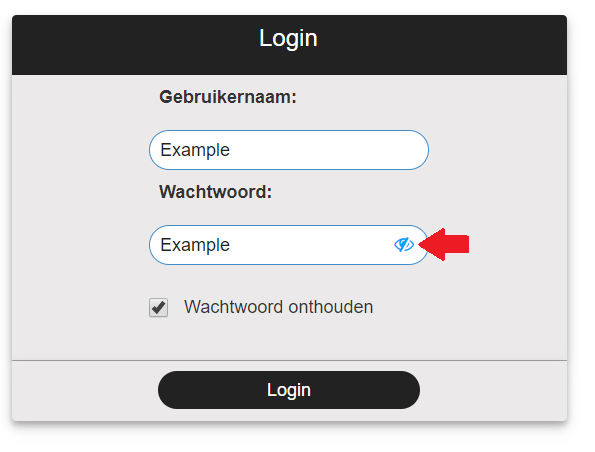 Login
Gebruikernaam:
Example
Wachtwoord:
Example
Wachtwoord onthouden
Login